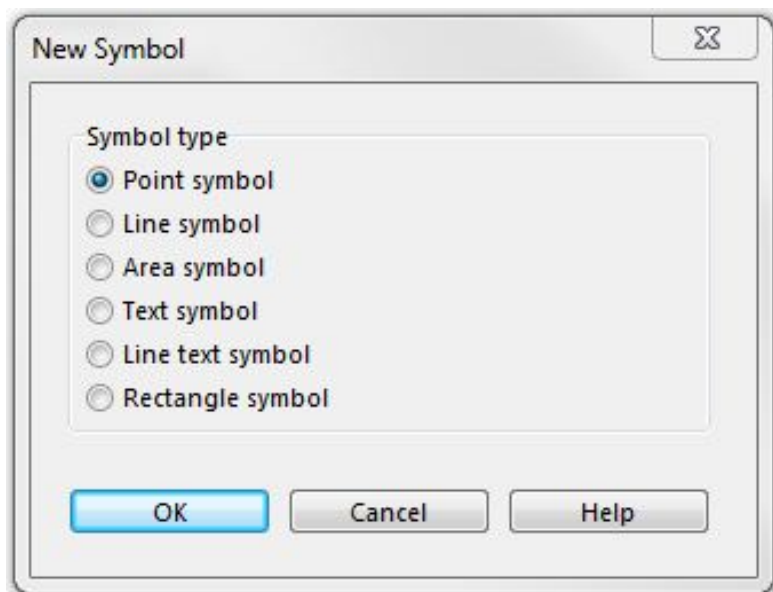 New Symbol
Symbol type
Point symbol
Line symbol
Area symbol
Text symbol
Line text symbol
Rectangle symbol
OK Cancel Help